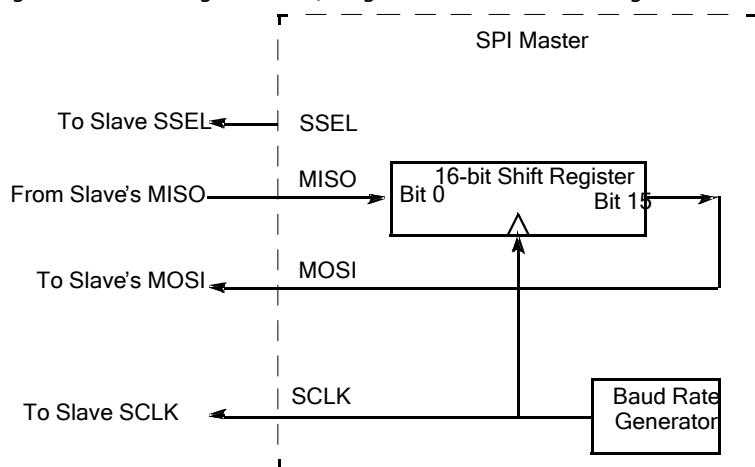 SPI Master
To Slave SSEL
SSEL
From Slave's MISO
MISO
16-bit Shift Register
Bit 0
Bit 15
To Slave's MOSI
MOSI
To Slave SCLK
SCLK
Baud Rate
Generator